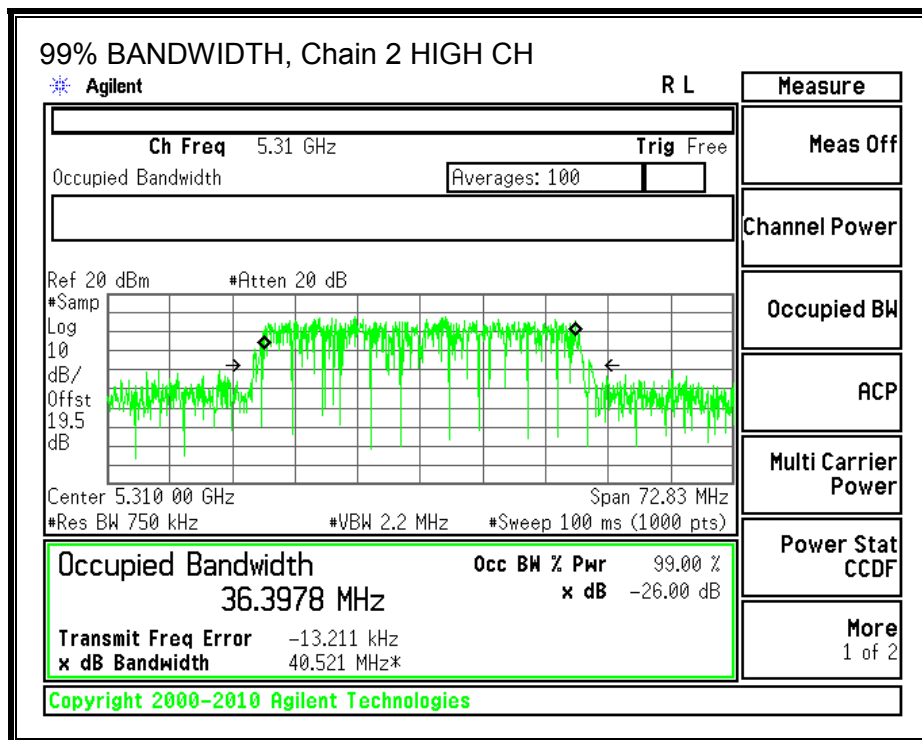 99% BANDWIDTH, Chain 2 HIGH CH
Agilent R L
Ch Freq 5.31 GHz Trig Free
Occupied Bandwidth Averages: 100
Ref 20 dBm #Atten 20 dB
#Samp
Log
10
dB/
Offst
19.5
dB
Center 5.310 00 GHz Span 72.83 MHz
#Res BW 750 kHz #VBW 2.2 MHz #Sweep 100 ms (1000 pts)
Occupied Bandwidth Occ BW % Pwr 99.00 %
36.3978 MHz x dB -26.00 dB
Transmit Freq Error -13.211 kHz
x dB Bandwidth 40.521 MHz*
Copyright 2000-2010 Agilent Technologies
Measure
Meas Off
Channel Power
Occupied BW
ACP
Multi Carrier
Power
Power Stat
CCDF
More
1 of 2